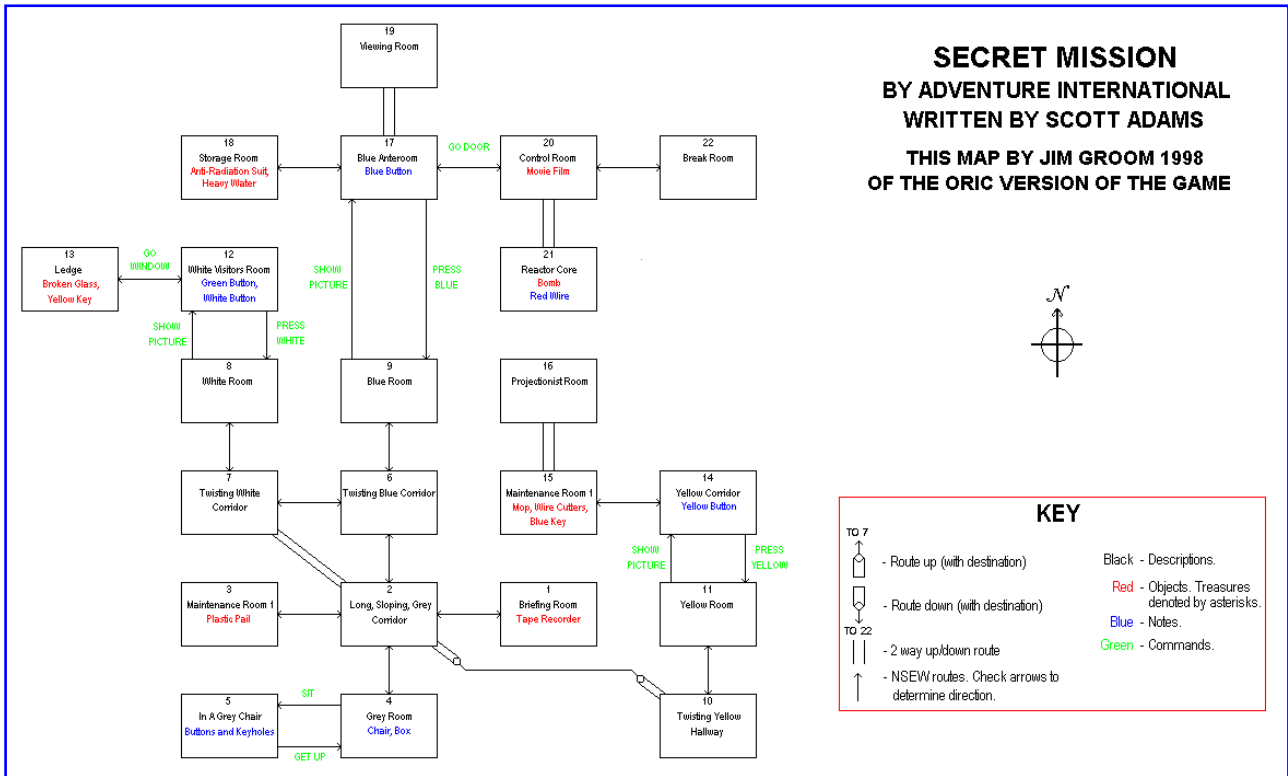 SECRET MISSION
BY ADVENTURE INTERNATIONAL
WRITTEN BY SCOTT ADAMS
THIS MAP BY JIM GROOM 1998
OF THE ORIC VERSION OF THE GAME
19
Viewing Room
18
Storage Room
Anti-Radiation Suit,
Heavy Water
17
Blue Anteroom
Blue Button
GO DOOR
20
Control Room
Movie Film
22
Break Room
13
Ledge
Broken Glass,
Yellow Key
GO
WINDOW
12
White Visitors Room
Green Button,
White Button
SHOW
PICTURE
PRESS
BLUE
21
Reactor Core
Bomb
Red Wire
N
SHOW
PICTURE
PRESS
WHITE
8
White Room
9
Blue Room
16
Projectionist Room
7
Twisting White
Corridor
6
Twisting Blue Corridor
15
Maintenance Room 1
Mop, Wire Cutters,
Blue Key
14
Yellow Corridor
Yellow Button
SHOW
PICTURE
PRESS
YELLOW
3
Maintenance Room 1
Plastic Pail
2
Long, Sloping, Grey
Corridor
1
Briefing Room
Tape Recorder
11
Yellow Room
5
In A Grey Chair
Buttons and Keyholes
SIT
GET UP
4
Grey Room
Chair, Box
10
Twisting Yellow
Hallway
KEY
TO 7
- Route up (with destination)
- Route down (with destination)
TO 22
- 2 way up/down route
- NSEW routes. Check arrows to
determine direction.
Black - Descriptions.
Red - Objects. Treasures
denoted by asterisks.
Blue - Notes.
Green - Commands.